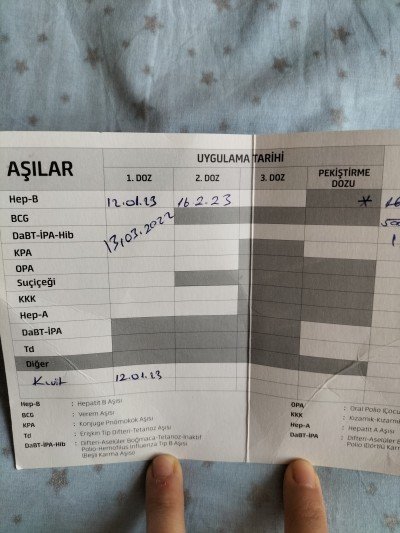 AŞILAR
UYGULAMA TARİHİ
1. DOZ 2. DOZ 3. DOZ PEKİŞTİRME DOZU
Hep-B 12.01.23 16.2.23 *
BCG 13.03.2022
DaBT-İPA-Hib
KPA
OPA
Suçiçeği
KKK
Hep-A
DaBT-İPA
Td
Diğer
K.vit 12.01.23
Hep-B : Hepatit B Aşısı
BCG : Verem Aşısı
KPA : Konjuge Pnömokok Aşısı
Td : Erişkin Tip Difteri-Tetanoz Aşısı
DaBT-İPA-Hib : Difteri-Aselüler Boğmaca-Tetanoz-İnaktif
Polio-Hemofilus İnfluenza Tip B Aşısı
(Beşli Karma Aşısı)
OPA : Oral Polio (Çocu
KKK : Kızamık-Kızamık
Hep-A : Hepatit A Aşısı
DaBT-İPA : Difteri-Aselüler
Polio (Dörtlü Kar